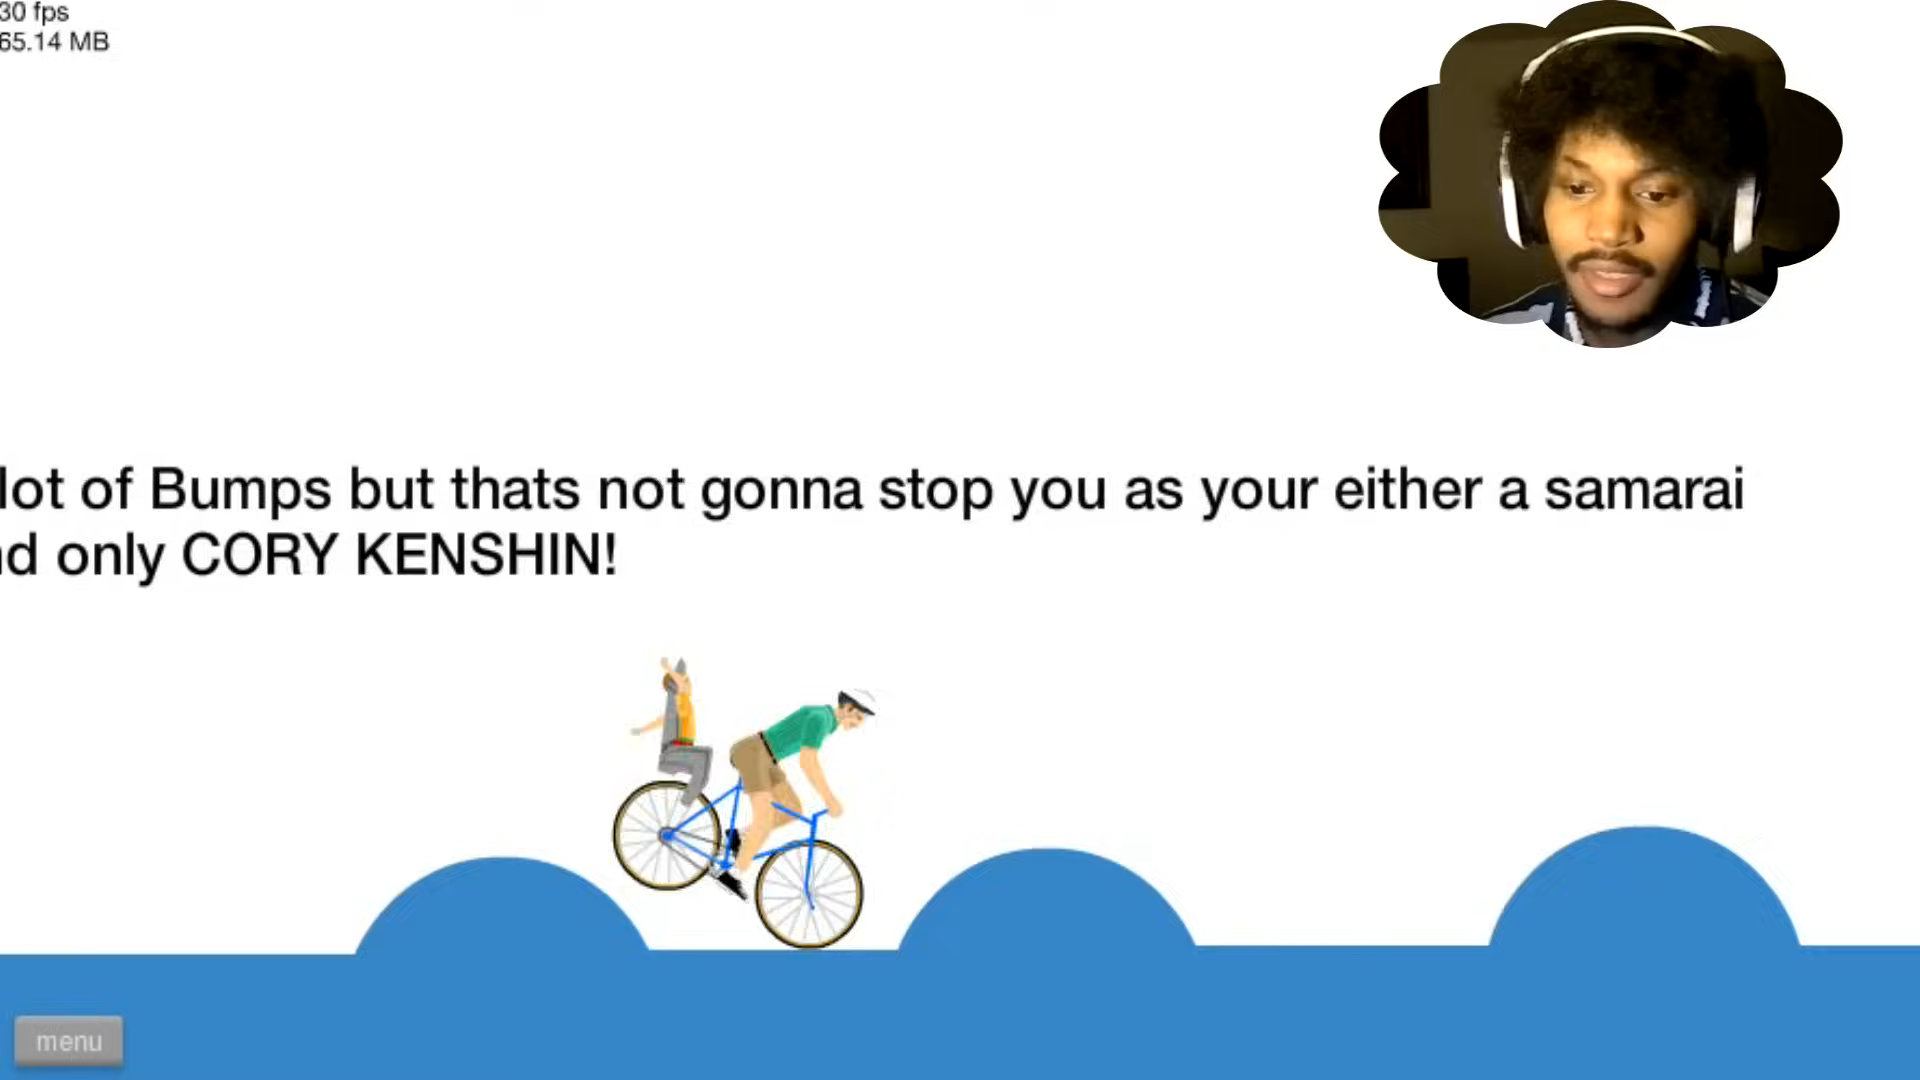 30 fps
65.14 MB
lot of Bumps but thats not gonna stop you as your either a samarai
d only CORY KENSHIN!
menu